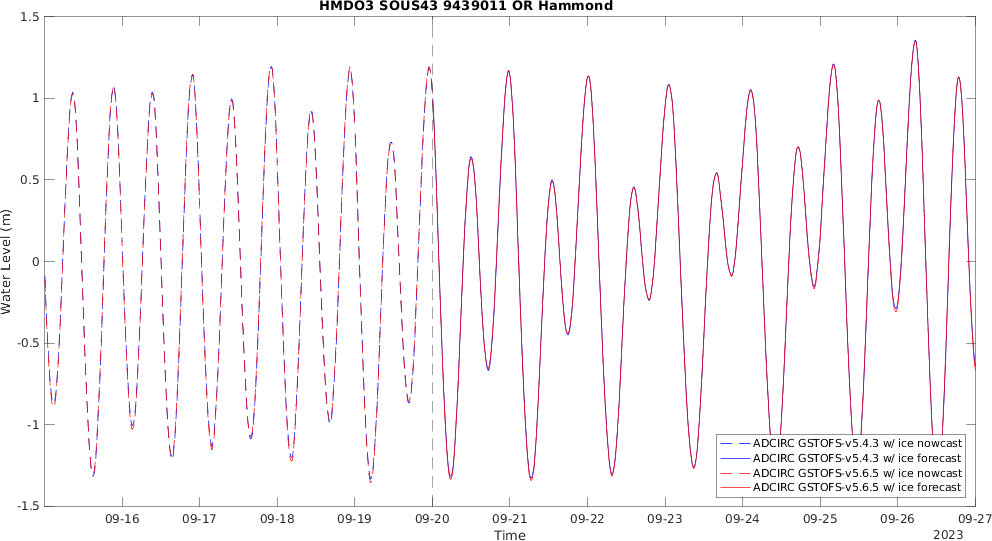 HMDO3 SOUS43 9439011 OR Hammond
1.5
1
0.5
0
-0.5
-1
-1.5
Water Level (m)
ADCIRC GSTOFS-v5.4.3 w/ ice nowcast
ADCIRC GSTOFS-v5.4.3 w/ ice forecast
ADCIRC GSTOFS-v5.6.5 w/ ice nowcast
ADCIRC GSTOFS-v5.6.5 w/ ice forecast
09-16 09-17 09-18 09-19 09-20 09-21 09-22 09-23 09-24 09-25 09-26 09-27
Time
2023